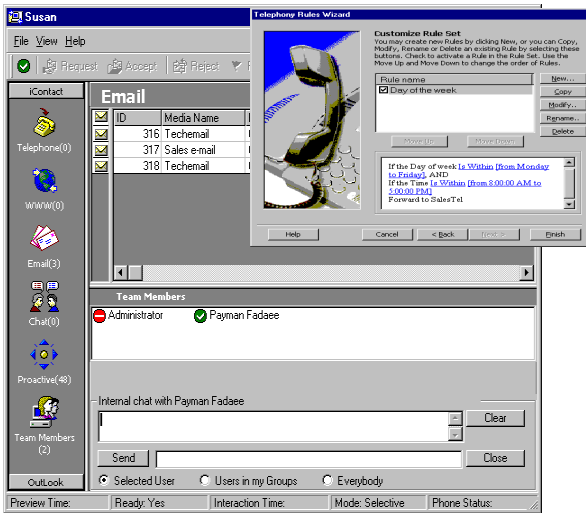 Susan
File View Help
Request Accept Reject
iContact
Telephone(0)
WWW(0)
Email(3)
Chat(0)
Proactive(48)
Team Members
(2)
OutLook
Email
ID Media Name
316 Techemail
317 Sales e-mail
318 Techemail
Team Members
Administrator Payman Fadaee
Internal chat with Payman Fadaee
Clear
Send Close
Selected User Users in my Groups Everybody
Preview Time: Ready: Yes Interaction Time: Mode: Selective Phone Status:
Telephony Rules Wizard
Customize Rule Set
You may create new Rules by clicking New, or you can Copy,
Modify, Rename or Delete an existing Rule by selecting these
buttons. Check to activate a Rule in the Rule Set. Use the
Move Up and Move Down to change the order of Rules.
Rule name
Day of the week
New...
Copy
Modify..
Rename..
Delete
Move Up Move Down
If the Day of week Is Within [from Monday
to Friday], AND
If the Time Is Within [from 8:00:00 AM to
5:00:00 PM]
Forward to SalesTel
Help Cancel < Back Next > Finish